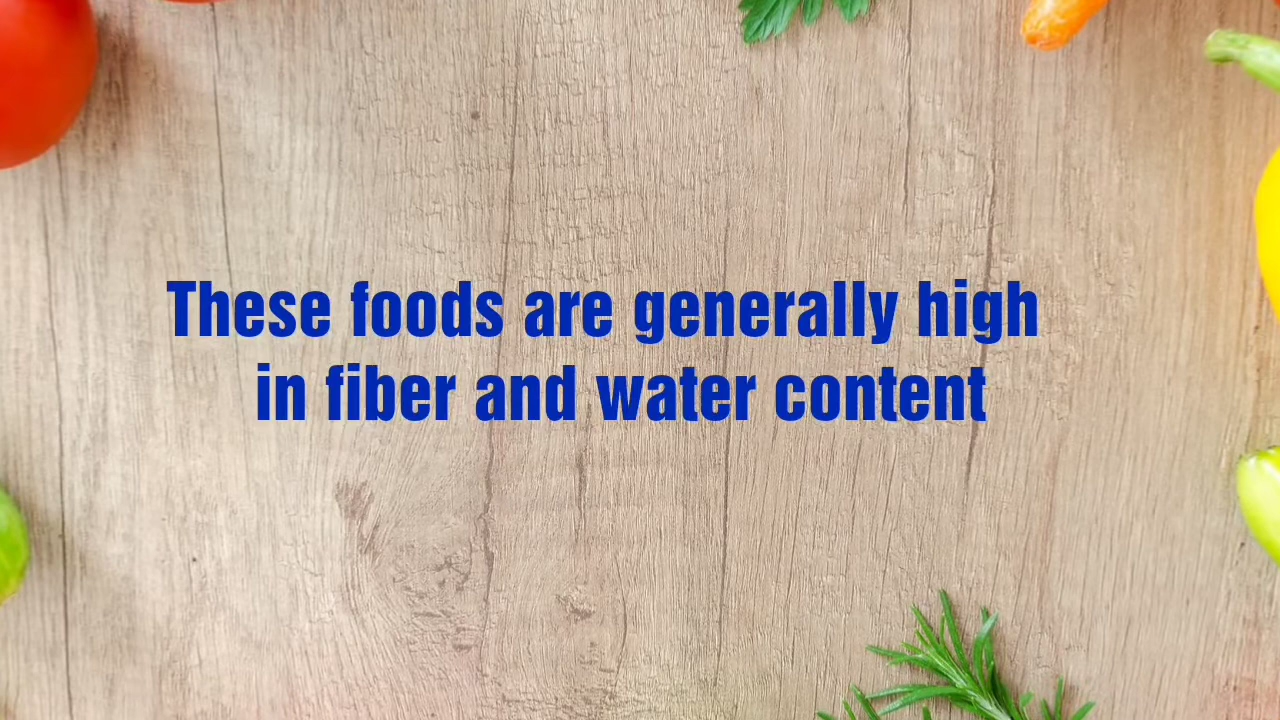 These foods are generally high
in fiber and water content